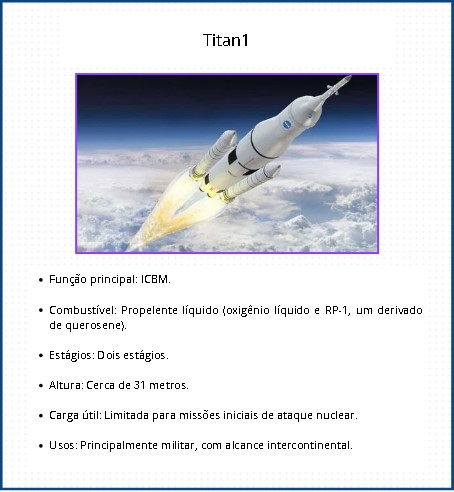 Titan1
• Função principal: ICBM.
• Combustível: Propelente líquido (oxigênio líquido e RP-1, um derivado
de querosene).
• Estágios: Dois estágios.
• Altura: Cerca de 31 metros.
• Carga útil: Limitada para missões iniciais de ataque nuclear.
• Usos: Principalmente militar, com alcance intercontinental.